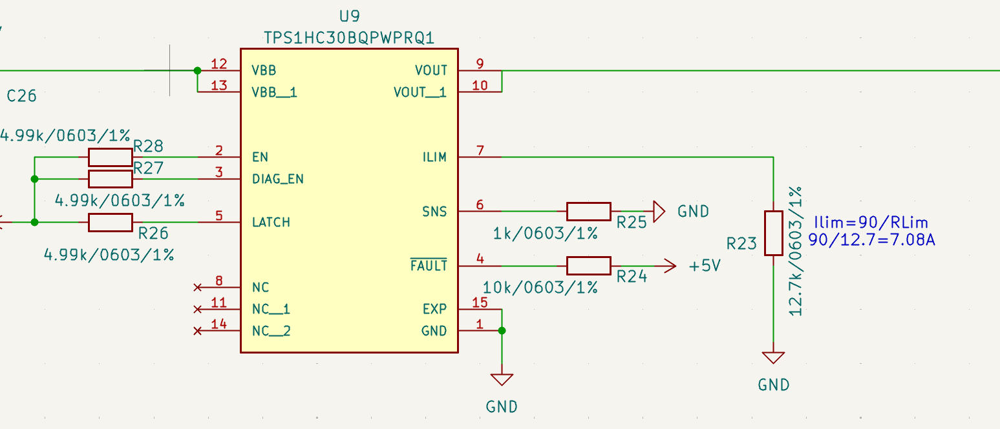 U9
TPS1HC30BQPWPRQ1
12
VBB
VOUT
9
13
VBB__1
VOUT__1
10
C26
4.99k/0603/1%
R28
2
EN
ILIM
7
R27
3
DIAG_EN
4.99k/0603/1%
SNS
6
R25
GND
1k/0603/1%
5
LATCH
R26
4.99k/0603/1%
FAULT
4
R24
+5V
10k/0603/1%
R23
12.7k/0603/1%
Ilim=90/RLim
90/12.7=7.08A
8
NC
11
NC__1
EXP
15
14
NC__2
GND
1
GND
GND